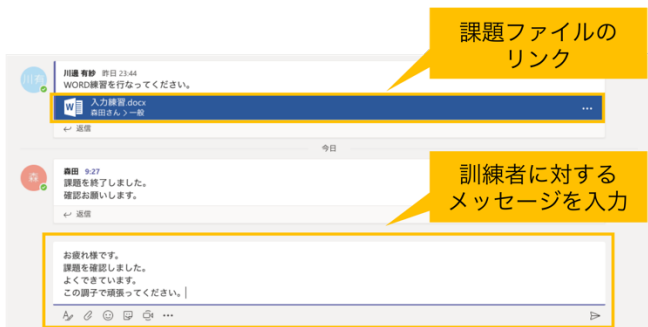 課題ファイルの
リンク
川邉 有紗 昨日 23:44
WORD練習を行なってください。
入力練習.docx
森田さん > 一般
返信
今日
森田 9:27
課題を終了しました。
確認お願いします。
返信
訓練者に対する
メッセージを入力
お疲れ様です。
課題を確認しました。
よくできています。
この調子で頑張ってください。